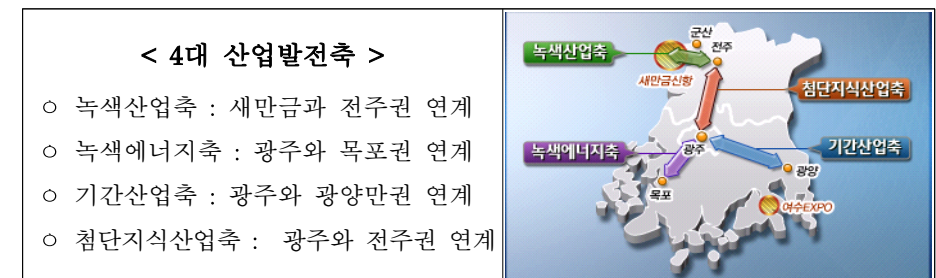 < 4대 산업발전축 >
ㅇ 녹색산업축 : 새만금과 전주권 연계
ㅇ 녹색에너지축 : 광주와 목포권 연계
ㅇ 기간산업축 : 광주와 광양만권 연계
ㅇ 첨단지식산업축 : 광주와 전주권 연계
군산
전주
녹색산업축
새만금신항
첨단지식산업축
녹색에너지축
광주
기간산업축
광양
목포
여수EXPO